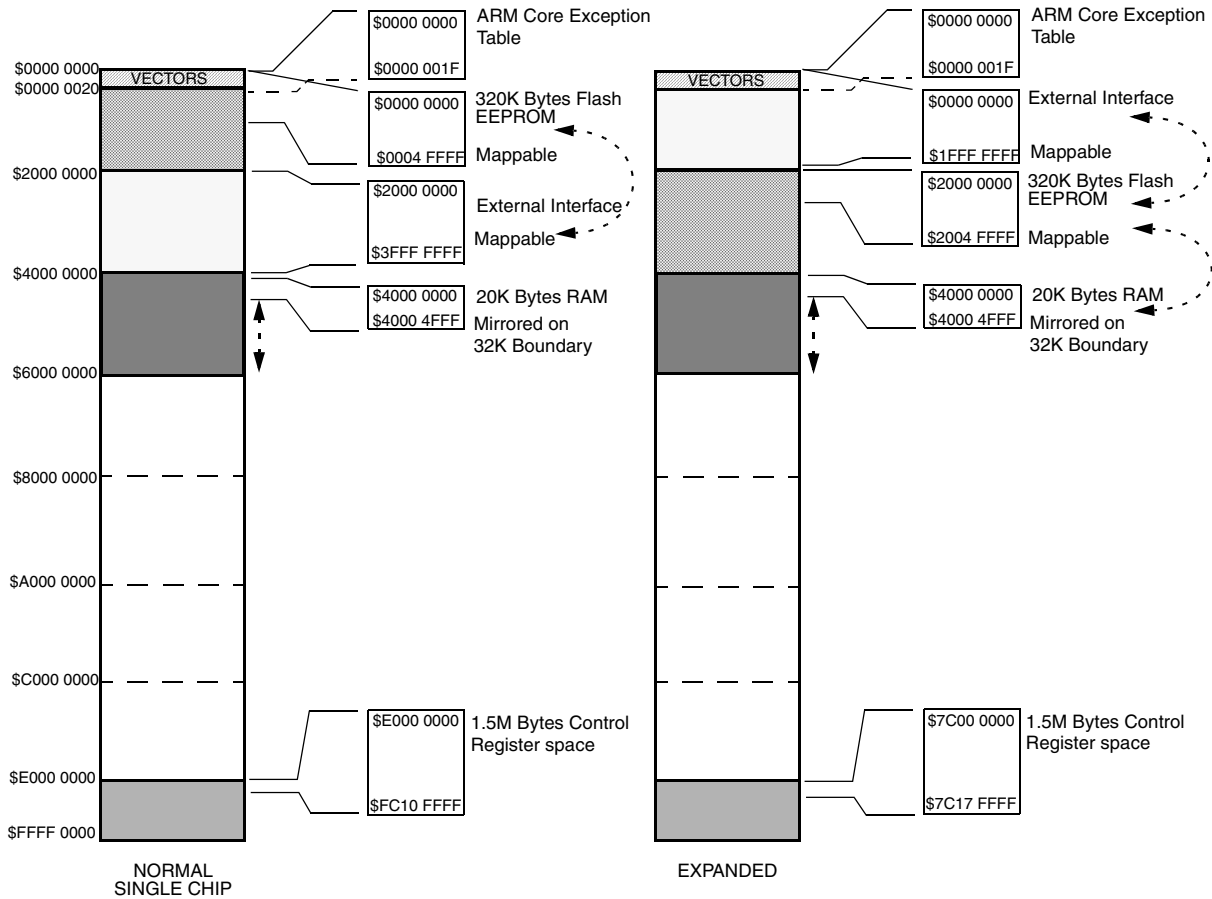 $0000 0000
$0000 0020
$2000 0000
$4000 0000
$6000 0000
$8000 0000
$A000 0000
$C000 0000
$E000 0000
$FFFF 0000
VECTORS
$0000 0000
$0000 001F
ARM Core Exception
Table
$0000 0000
$0004 FFFF
320K Bytes Flash
EEPROM
Mappable
$2000 0000
$3FFF FFFF
External Interface
Mappable
$4000 0000
$4000 4FFF
20K Bytes RAM
Mirrored on
32K Boundary
$E000 0000
$FC10 FFFF
1.5M Bytes Control
Register space
NORMAL
SINGLE CHIP
VECTORS
$0000 0000
$0000 001F
ARM Core Exception
Table
$0000 0000
$1FFF FFFF
External Interface
Mappable
$2000 0000
$2004 FFFF
320K Bytes Flash
EEPROM
Mappable
$4000 0000
$4000 4FFF
20K Bytes RAM
Mirrored on
32K Boundary
$7C00 0000
$7C17 FFFF
1.5M Bytes Control
Register space
EXPANDED